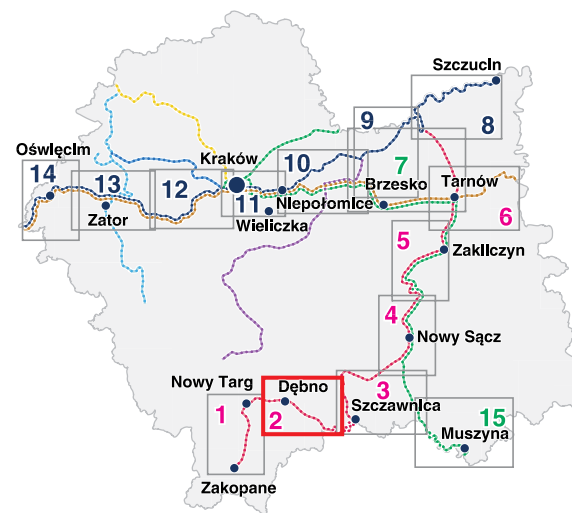 SzczucIn
9
8
OśwIęcIm
14
13
12
Kraków
10
7
11
NIepołomIce
Brzesko
Tarnów
Zator
WIelIczka
6
5
ZaklIczyn
4
Nowy Sącz
Nowy Targ
Dębno
3
1
2
SzczawnIca
15
Muszyna
Zakopane